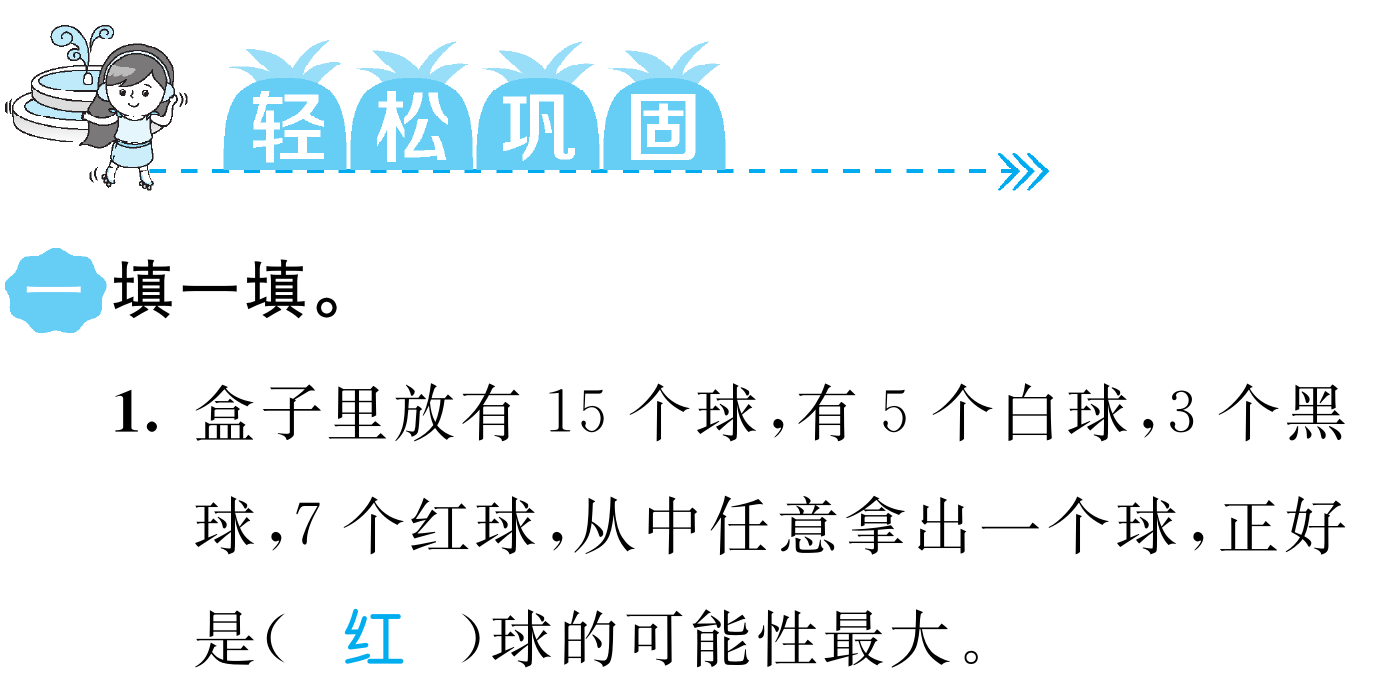 轻松巩固
一 填一填。
1. 盒子里放有 15 个球,有 5 个白球,3 个黑
球,7 个红球,从中任意拿出一个球,正好
是( 红 )球的可能性最大。